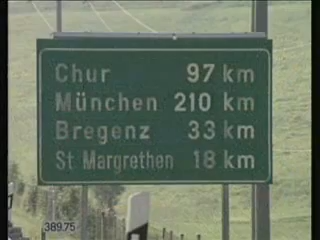 Chur 97 km
München 210 km
Bregenz 33 km
St Margrethen 18 km
389.75